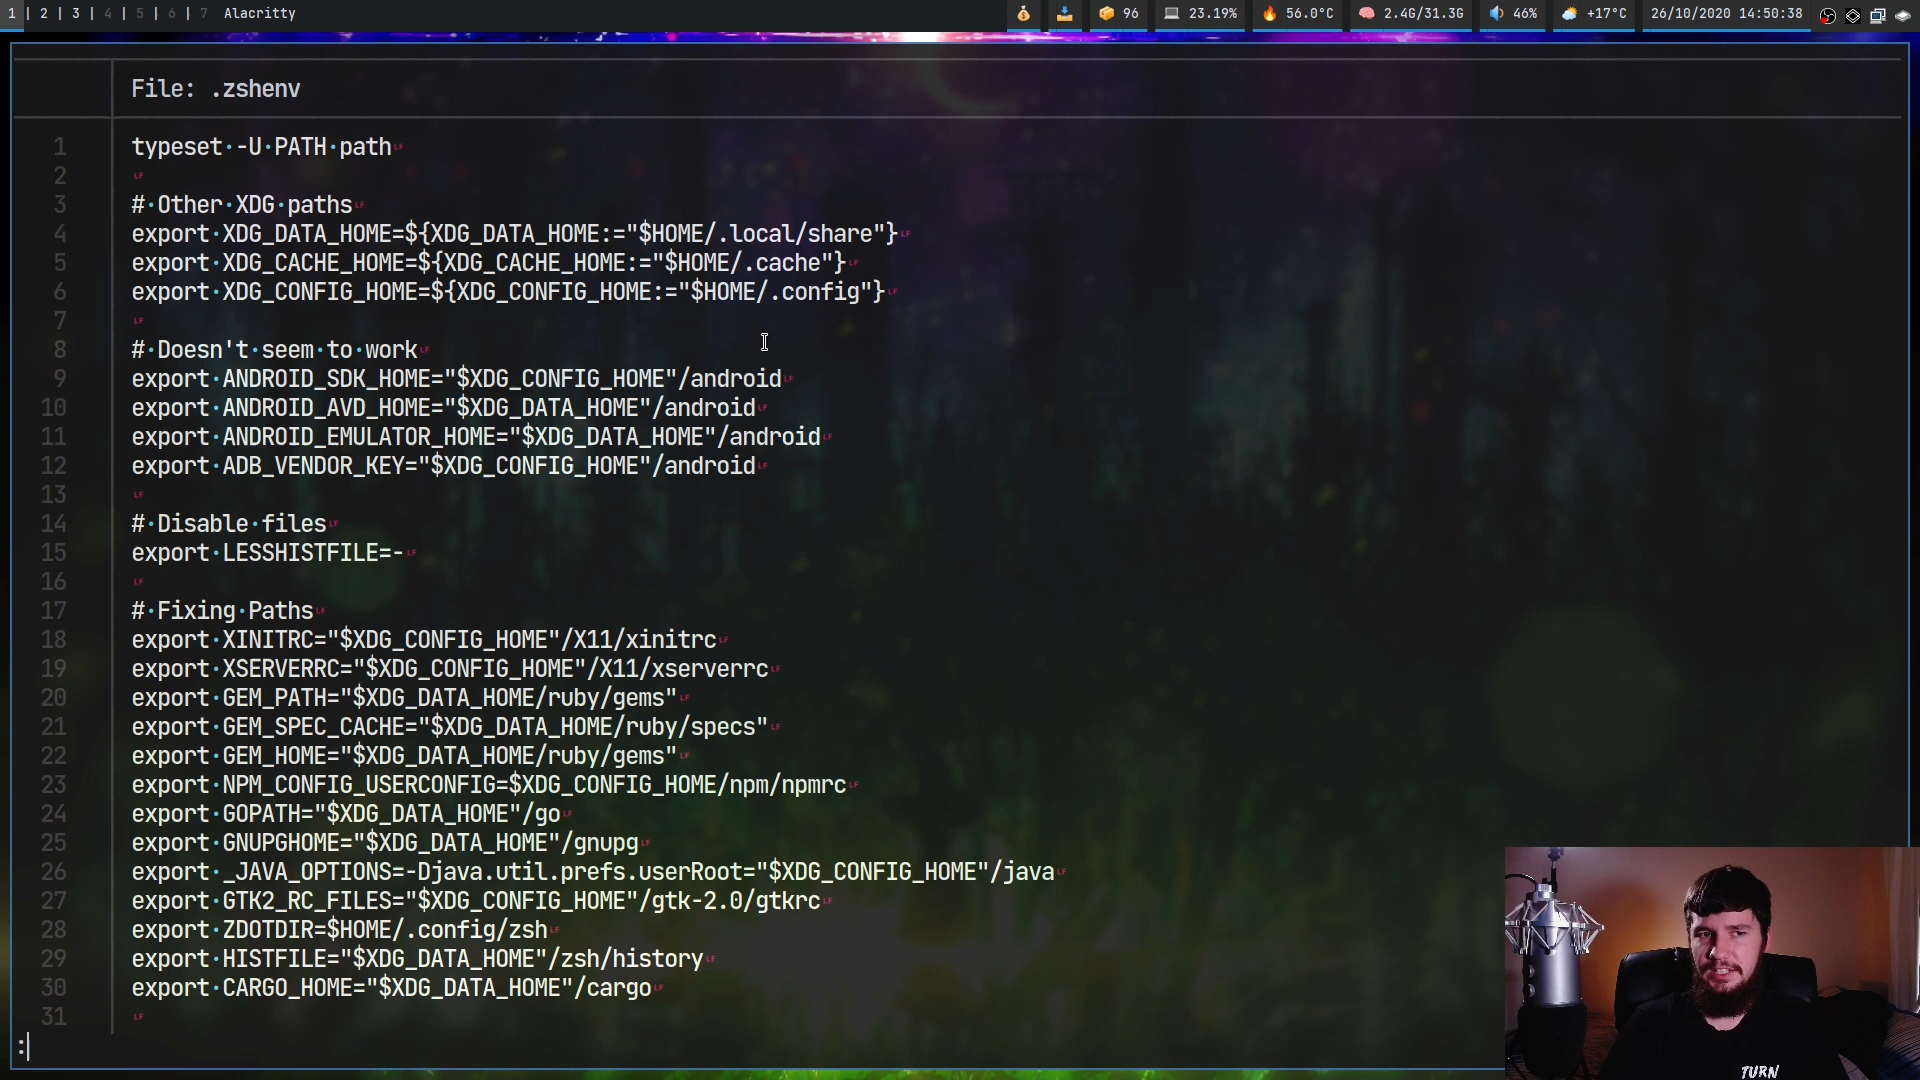 1 | 2 | 3 | 4 | 5 | 6 | 7 Alacritty 96 23.19% 56.0°C 2.4G/31.3G 46% +17°C 26/10/2020 14:50:38
File: .zshenv
1 typeset·-U·PATH·path
2
3 #·Other·XDG·paths
4 export·XDG_DATA_HOME=${XDG_DATA_HOME:="$HOME/.local/share"}
5 export·XDG_CACHE_HOME=${XDG_CACHE_HOME:="$HOME/.cache"}
6 export·XDG_CONFIG_HOME=${XDG_CONFIG_HOME:="$HOME/.config"}
7
8 #·Doesn't·seem·to·work
9 export·ANDROID_SDK_HOME="$XDG_CONFIG_HOME"/android
10 export·ANDROID_AVD_HOME="$XDG_DATA_HOME"/android
11 export·ANDROID_EMULATOR_HOME="$XDG_DATA_HOME"/android
12 export·ADB_VENDOR_KEY="$XDG_CONFIG_HOME"/android
13
14 #·Disable·files
15 export·LESSHISTFILE=-
16
17 #·Fixing·Paths
18 export·XINITRC="$XDG_CONFIG_HOME"/X11/xinitrc
19 export·XSERVERRC="$XDG_CONFIG_HOME"/X11/xserverrc
20 export·GEM_PATH="$XDG_DATA_HOME/ruby/gems"
21 export·GEM_SPEC_CACHE="$XDG_DATA_HOME/ruby/specs"
22 export·GEM_HOME="$XDG_DATA_HOME/ruby/gems"
23 export·NPM_CONFIG_USERCONFIG=$XDG_CONFIG_HOME/npm/npmrc
24 export·GOPATH="$XDG_DATA_HOME"/go
25 export·GNUPGHOME="$XDG_DATA_HOME"/gnupg
26 export·_JAVA_OPTIONS=-Djava.util.prefs.userRoot="$XDG_CONFIG_HOME"/java
27 export·GTK2_RC_FILES="$XDG_CONFIG_HOME"/gtk-2.0/gtkrc
28 export·ZDOTDIR=$HOME/.config/zsh
29 export·HISTFILE="$XDG_DATA_HOME"/zsh/history
30 export·CARGO_HOME="$XDG_DATA_HOME"/cargo
31
:
TURN